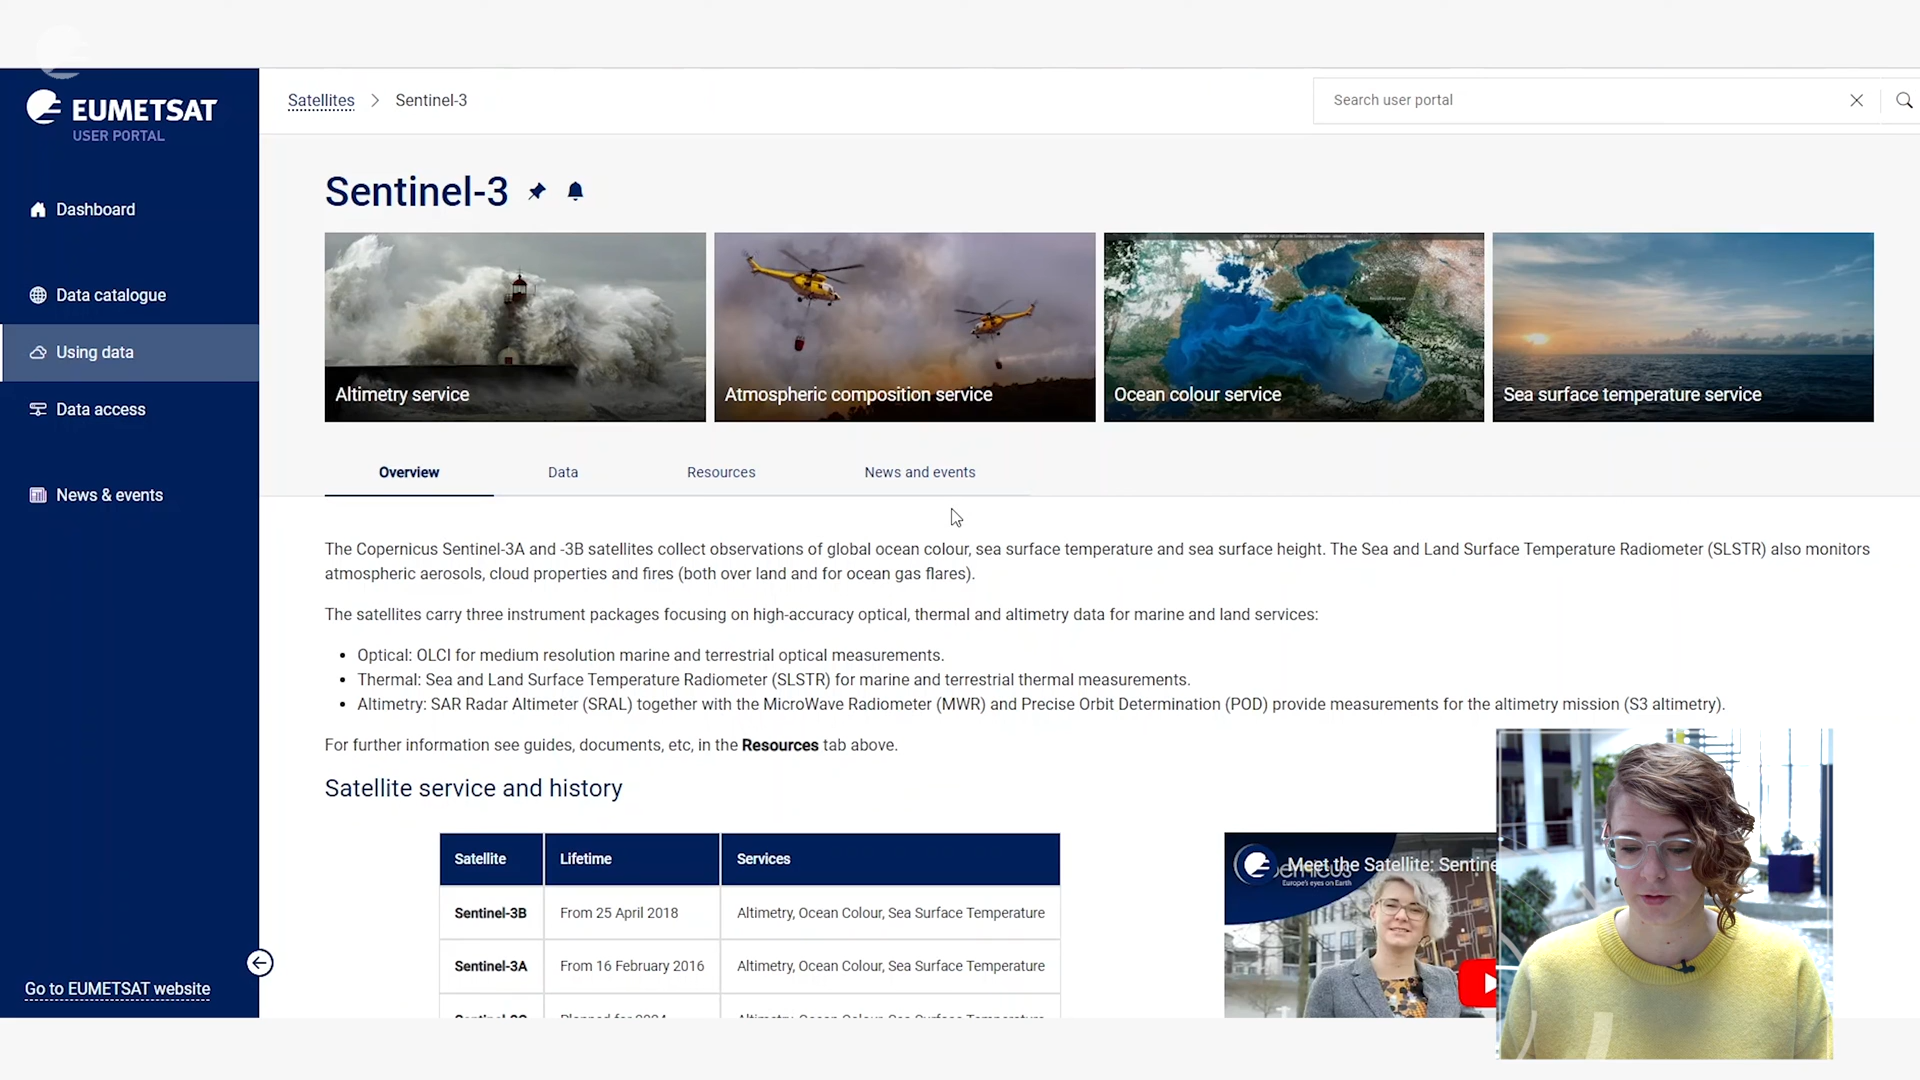 EUMETSAT
USER PORTAL
Dashboard
Data catalogue
Using data
Data access
News & events
Go to EUMETSAT website
Satellites > Sentinel-3
Search user portal
Sentinel-3
Altimetry service
Atmospheric composition service
Ocean colour service
Sea surface temperature service
Overview
Data
Resources
News and events
The Copernicus Sentinel-3A and -3B satellites collect observations of global ocean colour, sea surface temperature and sea surface height. The Sea and Land Surface Temperature Radiometer (SLSTR) also monitors
atmospheric aerosols, cloud properties and fires (both over land and for ocean gas flares).
The satellites carry three instrument packages focusing on high-accuracy optical, thermal and altimetry data for marine and land services:
• Optical: OLCI for medium resolution marine and terrestrial optical measurements.
• Thermal: Sea and Land Surface Temperature Radiometer (SLSTR) for marine and terrestrial thermal measurements.
• Altimetry: SAR Radar Altimeter (SRAL) together with the MicroWave Radiometer (MWR) and Precise Orbit Determination (POD) provide measurements for the altimetry mission (S3 altimetry).
For further information see guides, documents, etc, in the Resources tab above.
Satellite service and history
Satellite Lifetime Services
Sentinel-3B From 25 April 2018 Altimetry, Ocean Colour, Sea Surface Temperature
Sentinel-3A From 16 February 2016 Altimetry, Ocean Colour, Sea Surface Temperature
Meet the Satellite: Sentine
Europe's eyes on Earth